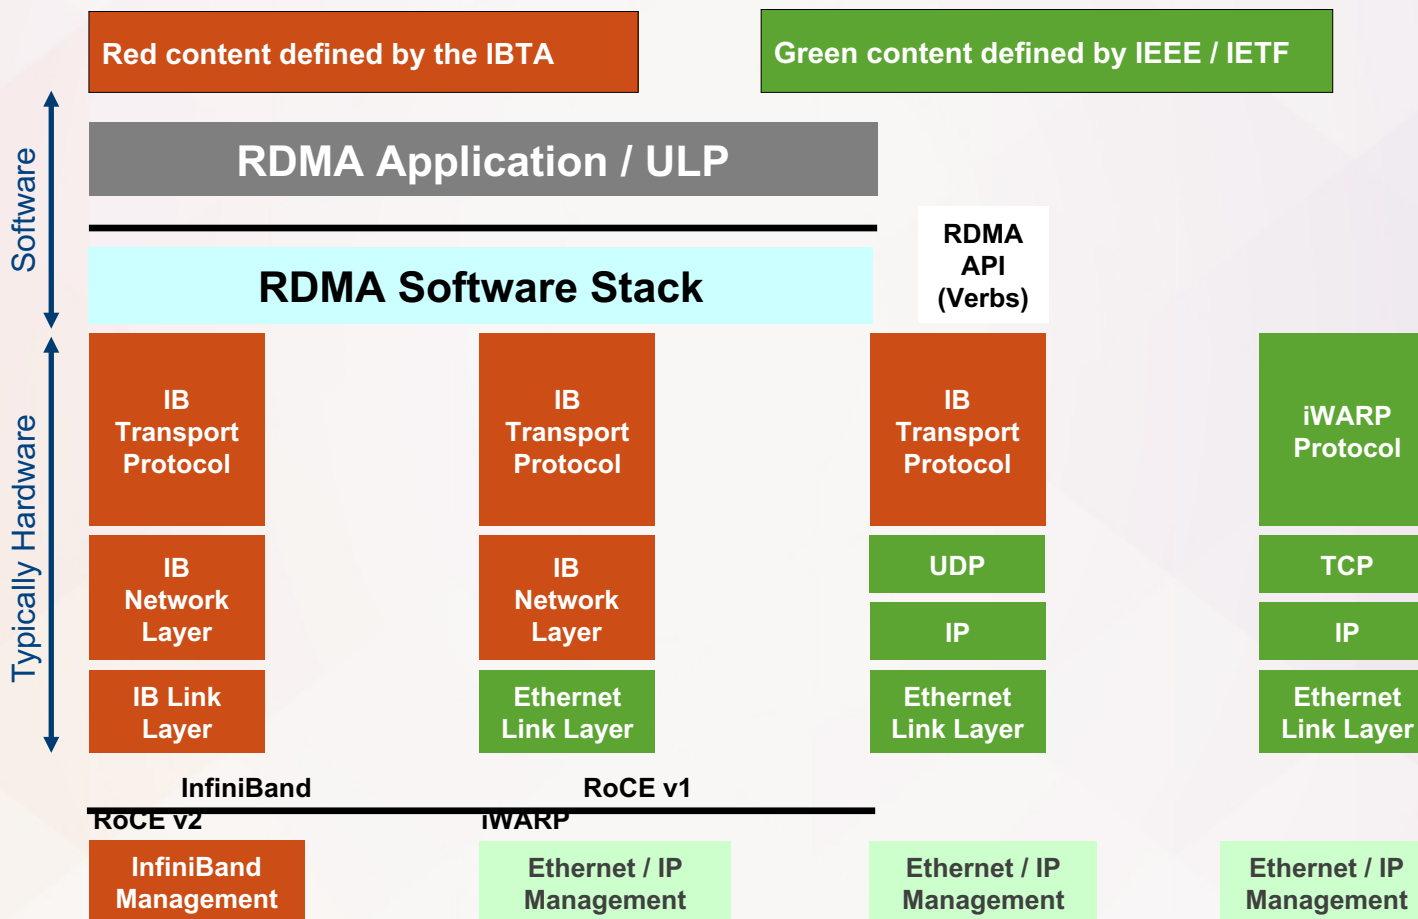 Red content defined by the IBTA
Green content defined by IEEE / IETF
Software
RDMA Application / ULP
RDMA
API
(Verbs)
RDMA Software Stack
Typically Hardware
IB
Transport
Protocol
IB
Transport
Protocol
IB
Transport
Protocol
iWARP
Protocol
IB
Network
Layer
IB
Network
Layer
UDP
IP
TCP
IP
IB Link
Layer
Ethernet
Link Layer
Ethernet
Link Layer
Ethernet
Link Layer
InfiniBand
RoCE v1
RoCE v2
iWARP
InfiniBand
Management
Ethernet / IP
Management
Ethernet / IP
Management
Ethernet / IP
Management